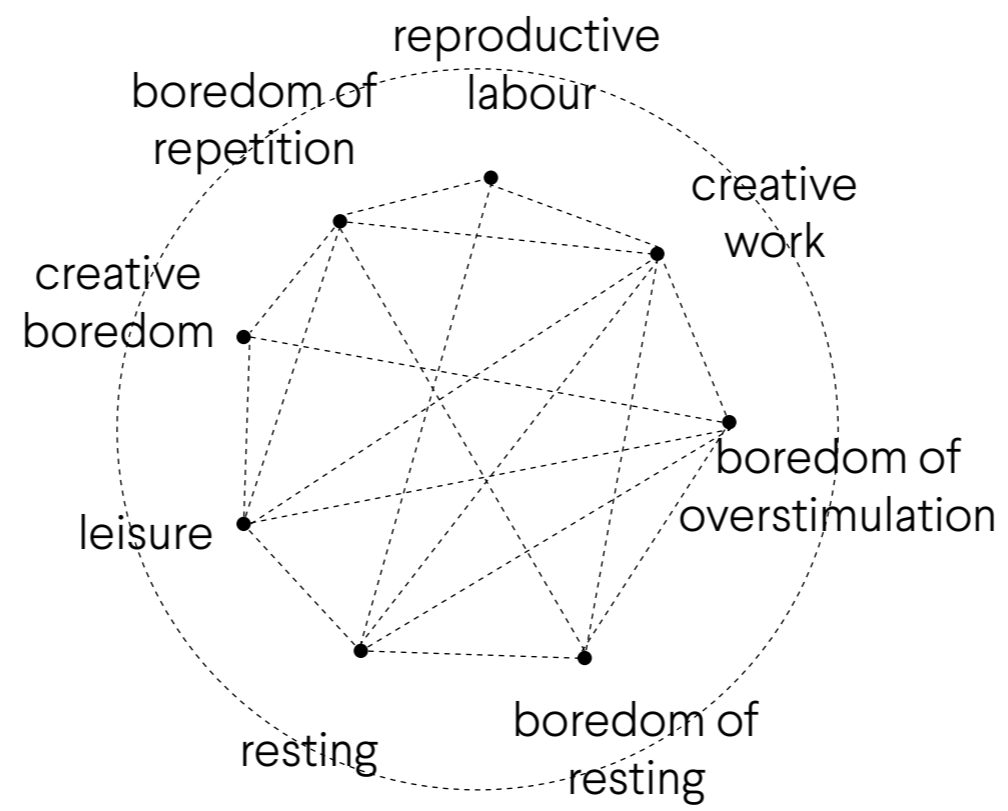 reproductive
labour
boredom of
repetition
creative
work
creative
boredom
boredom of
overstimulation
leisure
resting
boredom of
resting